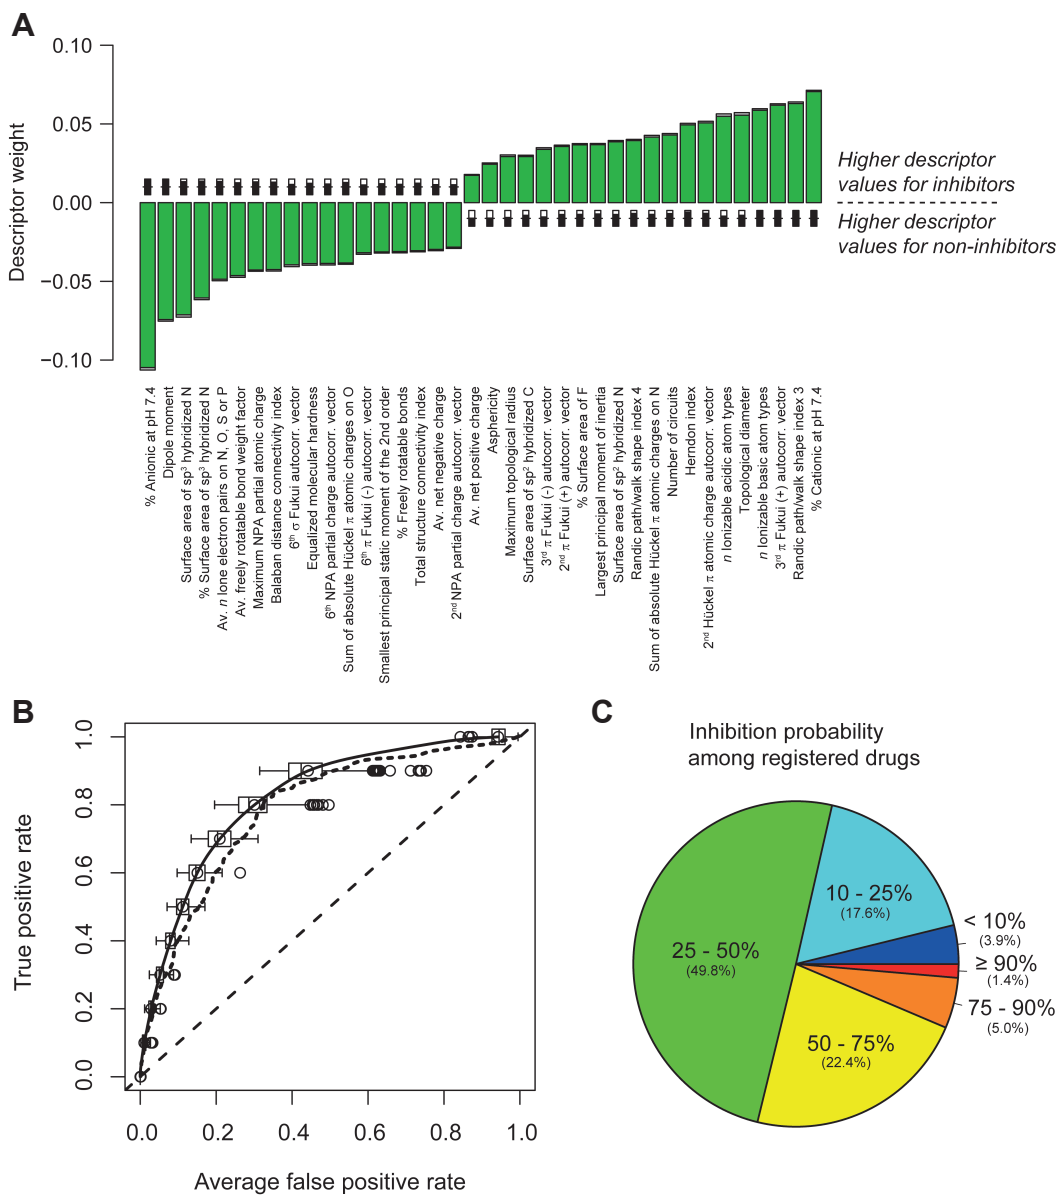 A
0.10
0.05
0.00
−0.05
−0.10
Descriptor weight
Higher descriptor
values for inhibitors
Higher descriptor
values for non-inhibitors
% Anionic at pH 7.4
Dipole moment
Surface area of sp³ hybridized N
% Surface area of sp³ hybridized N
Av. n lone electron pairs on N, O, S or P
Av. freely rotatable bond weight factor
Maximum NPA partial atomic charge
Balaban distance connectivity index
6th σ Fukui autocorr. vector
Equalized molecular hardness
6th NPA partial charge autocorr. vector
Sum of absolute Hückel π atomic charges on O
6th π Fukui (-) autocorr. vector
Smallest principal static moment of the 2nd order
% Freely rotatable bonds
Total structure connectivity index
Av. net negative charge
2nd NPA partial charge autocorr. vector
Av. net positive charge
Asphericity
Maximum topological radius
Surface area of sp² hybridized C
3rd π Fukui (-) autocorr. vector
2nd π Fukui (+) autocorr. vector
% Surface area of F
Largest principal moment of inertia
Surface area of sp² hybridized N
Randic path/walk shape index 4
Sum of absolute Hückel π atomic charges on N
Number of circuits
Herndon index
2nd Hückel π atomic charge autocorr. vector
n Ionizable acidic atom types
Topological diameter
n Ionizable basic atom types
3rd π Fukui (+) autocorr. vector
Randic path/walk shape index 3
% Cationic at pH 7.4
B
1.0
0.8
0.6
0.4
0.2
0.0
True positive rate
0.0 0.2 0.4 0.6 0.8 1.0
Average false positive rate
C
Inhibition probability
among registered drugs
10 - 25%
(17.6%)
< 10%
(3.9%)
≥ 90%
(1.4%)
75 - 90%
(5.0%)
50 - 75%
(22.4%)
25 - 50%
(49.8%)